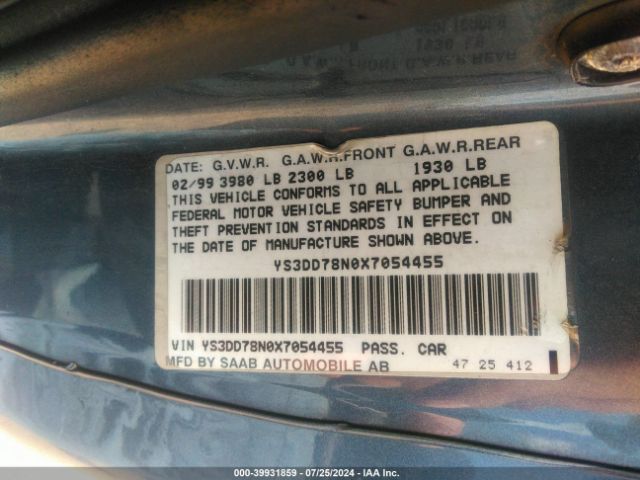 DATE: G.V.W.R. G.A.W.R.FRONT G.A.W.R.REAR
02/99 3980 LB 2300 LB 1930 LB
THIS VEHICLE CONFORMS TO ALL APPLICABLE
FEDERAL MOTOR VEHICLE SAFETY BUMPER AND
THEFT PREVENTION STANDARDS IN EFFECT ON
THE DATE OF MANUFACTURE SHOWN ABOVE.
YS3DD78N0X7054455
VIN YS3DD78N0X7054455 PASS. CAR
MFD BY SAAB AUTOMOBILE AB 47 25 412
000-39931859 / 07/25/2024 - IAA Inc.